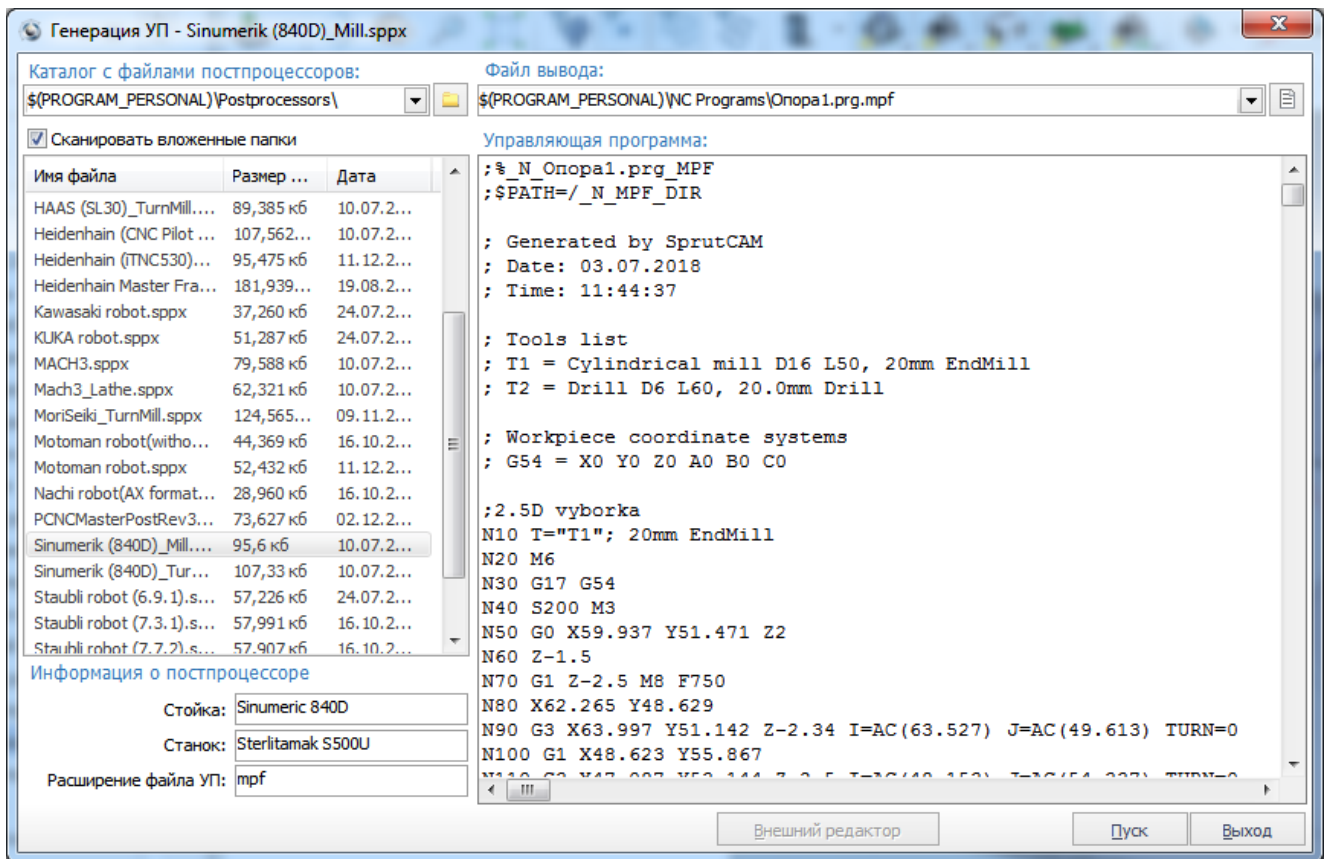 Генерация УП - Sinumerik (840D)_Mill.sppx
Каталог с файлами постпроцессоров:
$(PROGRAM_PERSONAL)\Postprocessors\
Файл вывода:
$(PROGRAM_PERSONAL)\NC Programs\Опора1.prg.mpf
Сканировать вложенные папки
Имя файла Размер ... Дата
HAAS (SL30)_TurnMill.... 89,385 кб 10.07.2...
Heidenhain (CNC Pilot ... 107,562... 10.07.2...
Heidenhain (iTNC530)... 95,475 кб 11.12.2...
Heidenhain Master Fra... 181,939... 19.08.2...
Kawasaki robot.sppx 37,260 кб 24.07.2...
KUKA robot.sppx 51,287 кб 24.07.2...
MACH3.sppx 79,588 кб 10.07.2...
Mach3_Lathe.sppx 62,321 кб 10.07.2...
MoriSeiki_TurnMill.sppx 124,565... 09.11.2...
Motoman robot(witho... 44,369 кб 16.10.2...
Motoman robot.sppx 52,432 кб 11.12.2...
Nachi robot(AX format... 28,960 кб 16.10.2...
PCNCMasterPostRev3... 73,627 кб 02.12.2...
Sinumerik (840D)_Mill.... 95,6 кб 10.07.2...
Sinumerik (840D)_Tur... 107,33 кб 10.07.2...
Staubli robot (6.9.1).s... 57,226 кб 24.07.2...
Staubli robot (7.3.1).s... 57,991 кб 16.10.2...
Staubli robot (7.7.2).s... 57,907 кб 16.10.2...
Информация о постпроцессоре
Стойка: Sinumeric 840D
Станок: Sterlitamak S500U
Расширение файла УП: mpf
Управляющая программа:
;%_N_Опора1.prg_MPF
;$PATH=/_N_MPF_DIR
; Generated by SprutCAM
; Date: 03.07.2018
; Time: 11:44:37
; Tools list
; T1 = Cylindrical mill D16 L50, 20mm EndMill
; T2 = Drill D6 L60, 20.0mm Drill
; Workpiece coordinate systems
; G54 = X0 Y0 Z0 A0 B0 C0
;2.5D vyborka
N10 T="T1"; 20mm EndMill
N20 M6
N30 G17 G54
N40 S200 M3
N50 G0 X59.937 Y51.471 Z2
N60 Z-1.5
N70 G1 Z-2.5 M8 F750
N80 X62.265 Y48.629
N90 G3 X63.997 Y51.142 Z-2.34 I=AC(63.527) J=AC(49.613) TURN=0
N100 G1 X48.623 Y55.867
Внешний редактор
Пуск
Выход